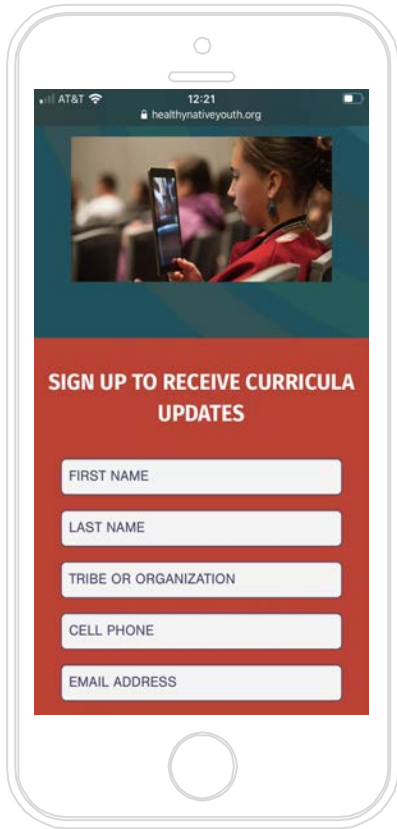 AT&T 12:21
healthynativeyouth.org
SIGN UP TO RECEIVE CURRICULA
UPDATES
FIRST NAME
LAST NAME
TRIBE OR ORGANIZATION
CELL PHONE
EMAIL ADDRESS